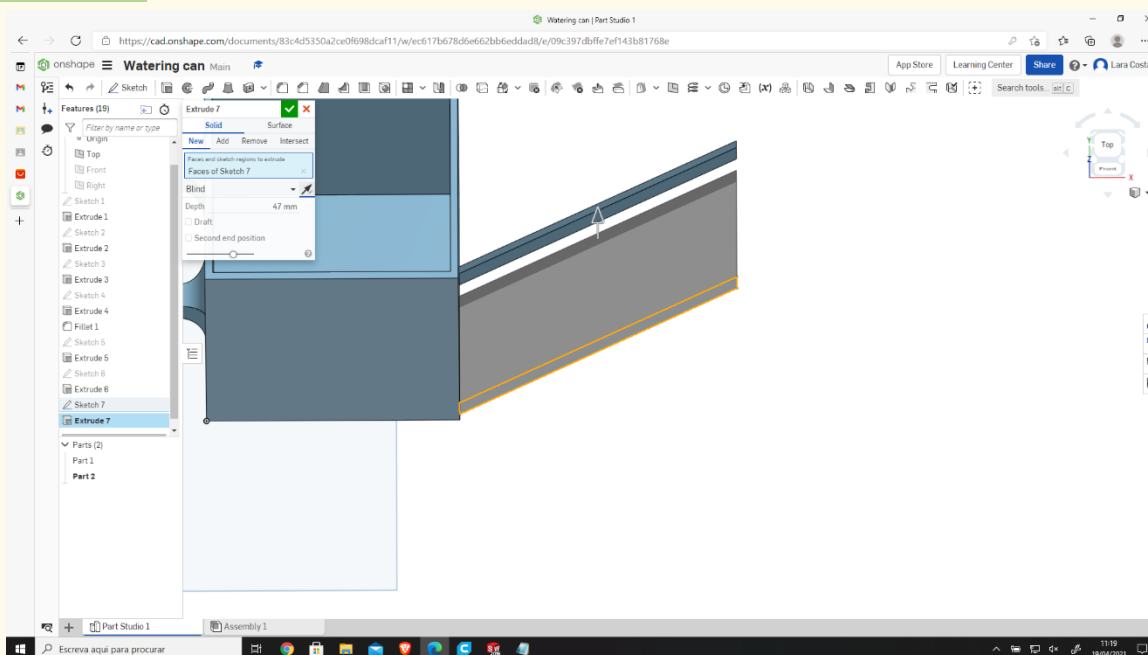 Watering can | Part Studio 1
https://cad.onshape.com/documents/83c4d5350a2ce0f698dcaf11/w/ec617b678d6e662bb6eddad8/e/09c397dbffe7ef143b81768e
onshape Watering can Main App Store Learning Center Share Lara Costa
Sketch Search tools... alt C
Features (19)
Filter by name or type
Origin
Top
Front
Right
Sketch 1
Extrude 1
Sketch 2
Extrude 2
Sketch 3
Extrude 3
Sketch 4
Extrude 4
Fillet 1
Sketch 5
Extrude 5
Sketch 6
Extrude 6
Sketch 7
Extrude 7
Parts (2)
Part 1
Part 2
Extrude 7
Solid Surface
New Add Remove Intersect
Faces and sketch regions to extrude
Faces of Sketch 7
Blind
Depth 47 mm
Draft
Second end position
Y Top
Z Front
X
Part Studio 1 Assembly 1
Escreva aqui para procurar
11:19
19/04/2021